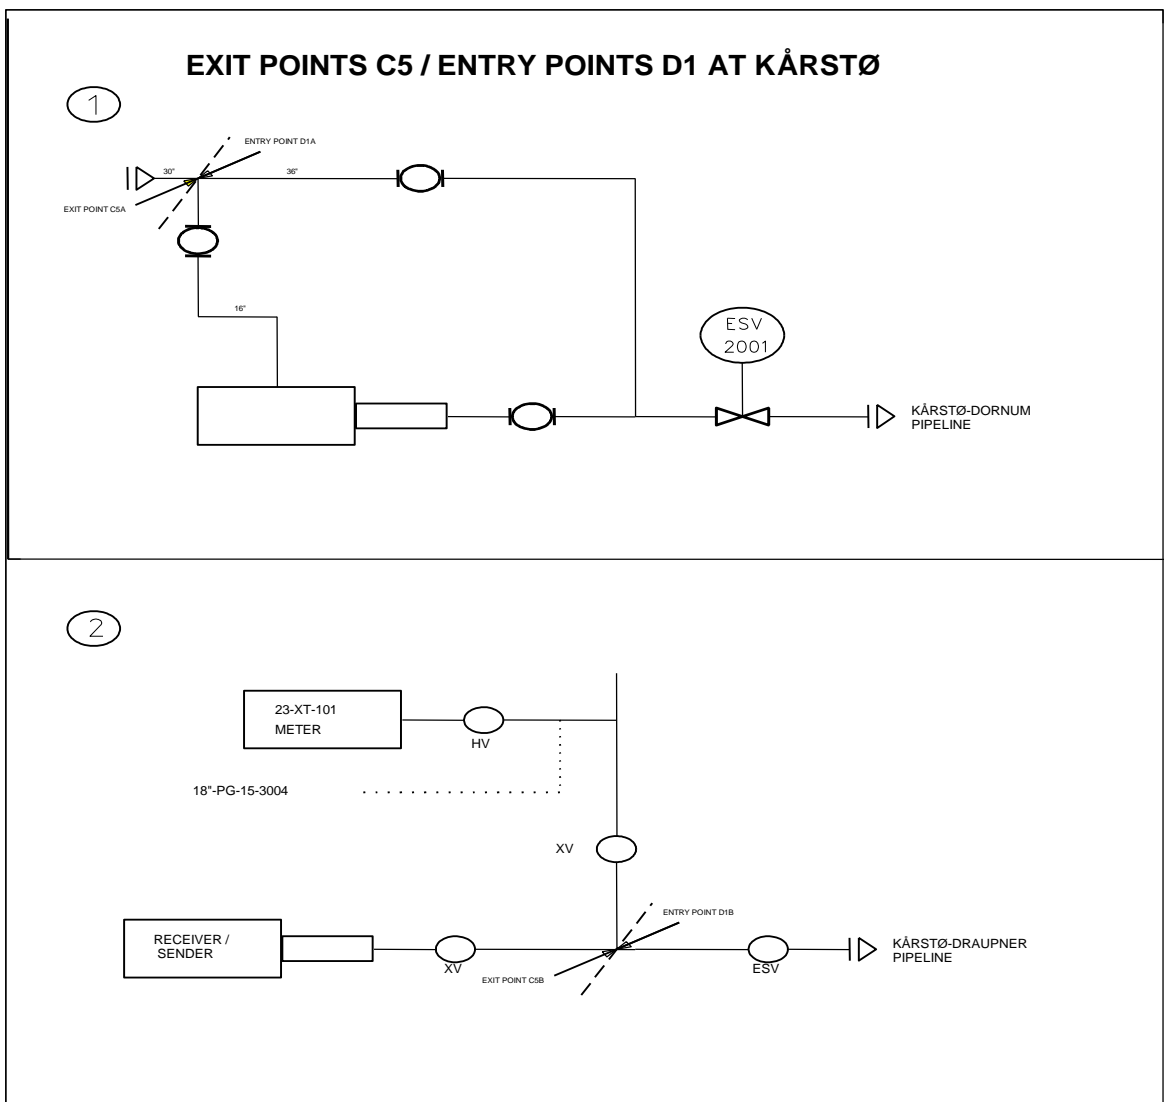 EXIT POINTS C5 / ENTRY POINTS D1 AT KÅRSTØ
1
ENTRY POINT D1A
30"
36"
EXIT POINT C5A
16"
ESV
2001
KÅRSTØ-DORNUM
PIPELINE
2
23-XT-101
METER
HV
18"-PG-15-3004
XV
ENTRY POINT D1B
RECEIVER /
SENDER
XV
ESV
KÅRSTØ-DRAUPNER
PIPELINE
EXIT POINT C5B